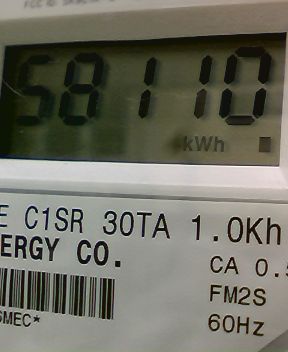 58110
kWh
E C1SR 30TA 1.0Kh
ERGY CO.
CA 0.5
FM2S
60Hz
SMEC*